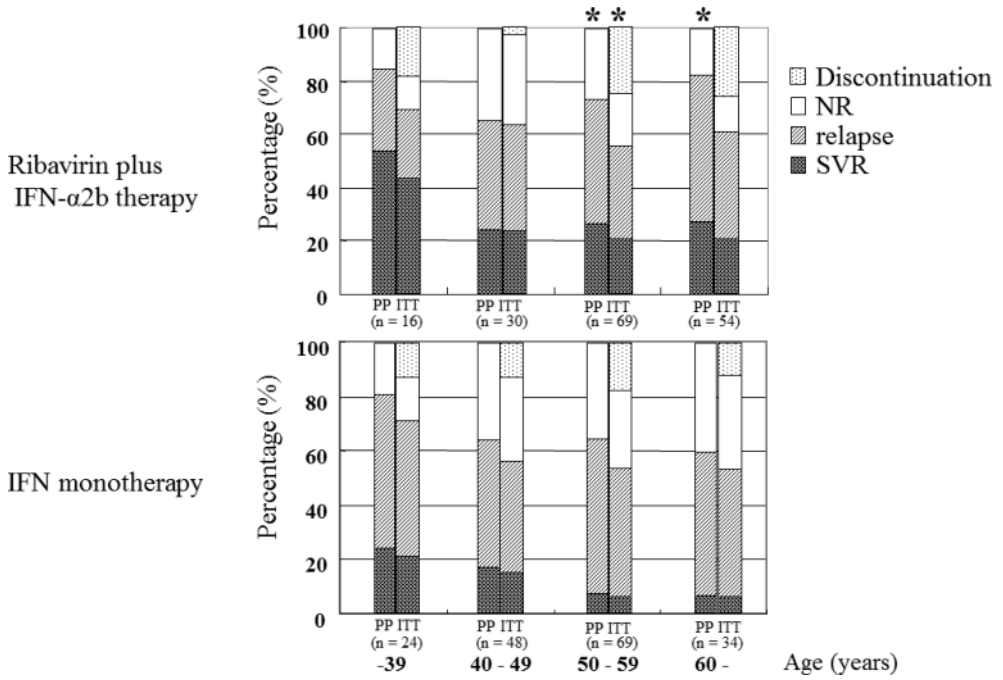 * * *
100
80
60
40
20
0
Percentage (%)
Ribavirin plus
IFN-α2b therapy
Discontinuation
NR
relapse
SVR
PP ITT PP ITT PP ITT PP ITT
(n = 16) (n = 30) (n = 69) (n = 54)
100
80
60
40
20
0
Percentage (%)
IFN monotherapy
PP ITT PP ITT PP ITT PP ITT
(n = 24) (n = 48) (n = 69) (n = 34)
-39 40 - 49 50 - 59 60 - Age (years)